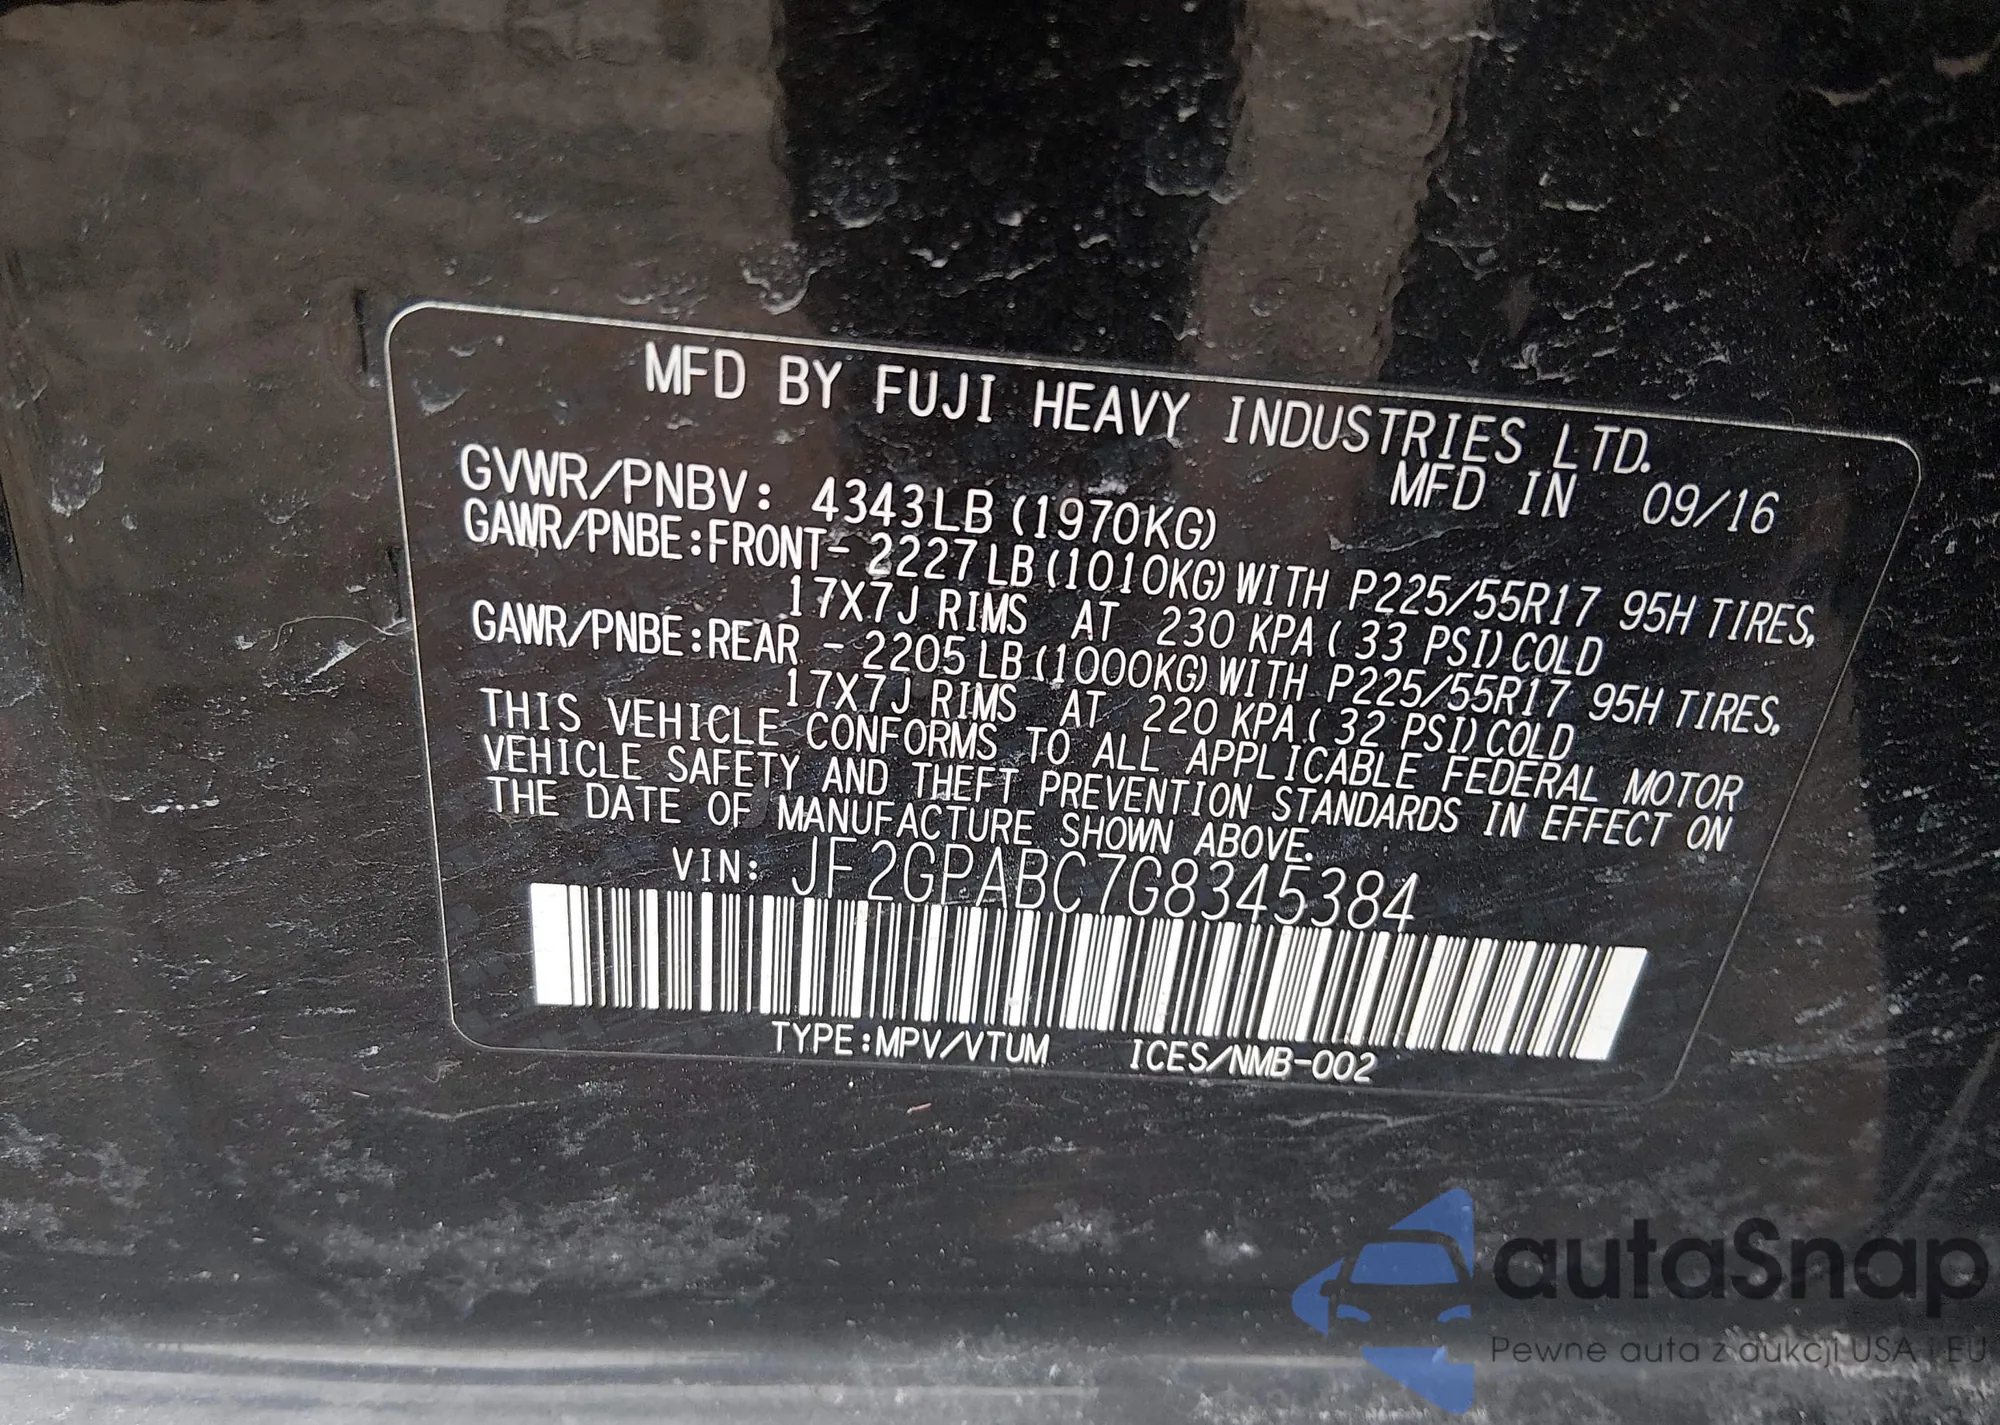 MFD BY FUJI HEAVY INDUSTRIES LTD.
MFD IN 09/16
GVWR/PNBV: 4343LB (1970KG)
GAWR/PNBE:FRONT- 2227LB(1010KG)WITH P225/55R17 95H TIRES,
17X7J RIMS AT 230 KPA( 33 PSI)COLD
GAWR/PNBE:REAR - 2205LB(1000KG)WITH P225/55R17 95H TIRES,
17X7J RIMS AT 220 KPA( 32 PSI)COLD
THIS VEHICLE CONFORMS TO ALL APPLICABLE FEDERAL MOTOR
VEHICLE SAFETY AND THEFT PREVENTION STANDARDS IN EFFECT ON
THE DATE OF MANUFACTURE SHOWN ABOVE.
VIN: JF2GPABC7G8345384
TYPE:MPV/VTUM ICES/NMB-002
autaSnap
Pewne auta z aukcji USA i EU